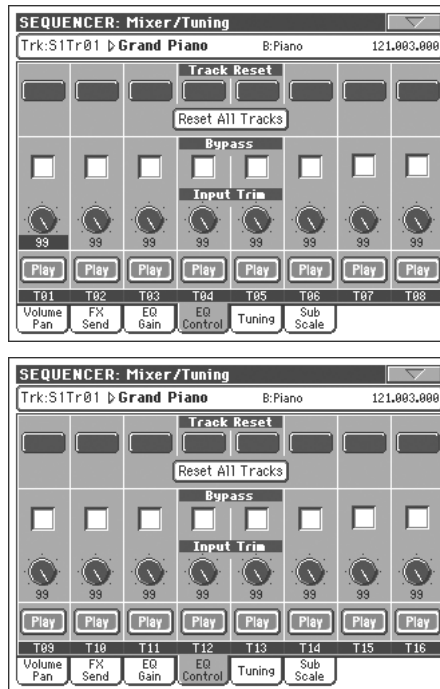 SEQUENCER: Mixer/Tuning
Trk:S1Tr01 Grand Piano B:Piano 121.003.000
Track Reset
Reset All Tracks
Bypass
Input Trim
99 99 99 99 99 99 99 99
Play Play Play Play Play Play Play Play
T01 T02 T03 T04 T05 T06 T07 T08
Volume Pan FX Send EQ Gain EQ Control Tuning Sub Scale
SEQUENCER: Mixer/Tuning
Trk:S1Tr01 Grand Piano B:Piano 121.003.000
Track Reset
Reset All Tracks
Bypass
Input Trim
99 99 99 99 99 99 99 99
Play Play Play Play Play Play Play Play
T09 T10 T11 T12 T13 T14 T15 T16
Volume Pan FX Send EQ Gain EQ Control Tuning Sub Scale